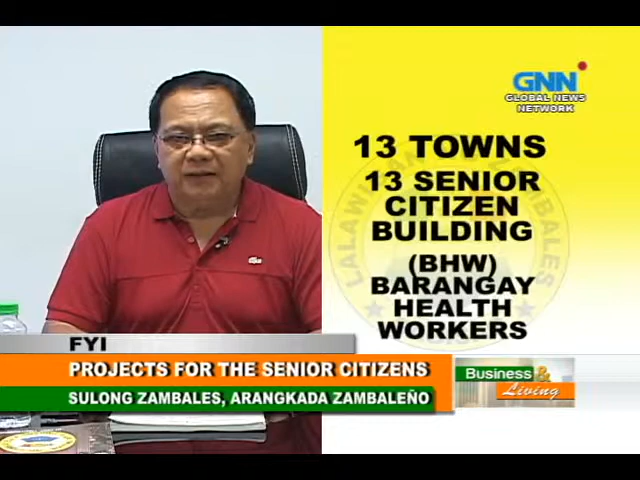 GNN
GLOBAL NEWS
NETWORK
13 TOWNS
13 SENIOR
CITIZEN
BUILDING
(BHW)
BARANGAY
HEALTH
WORKERS
FYI
PROJECTS FOR THE SENIOR CITIZENS
SULONG ZAMBALES, ARANGKADA ZAMBALEÑO
Business &
Living